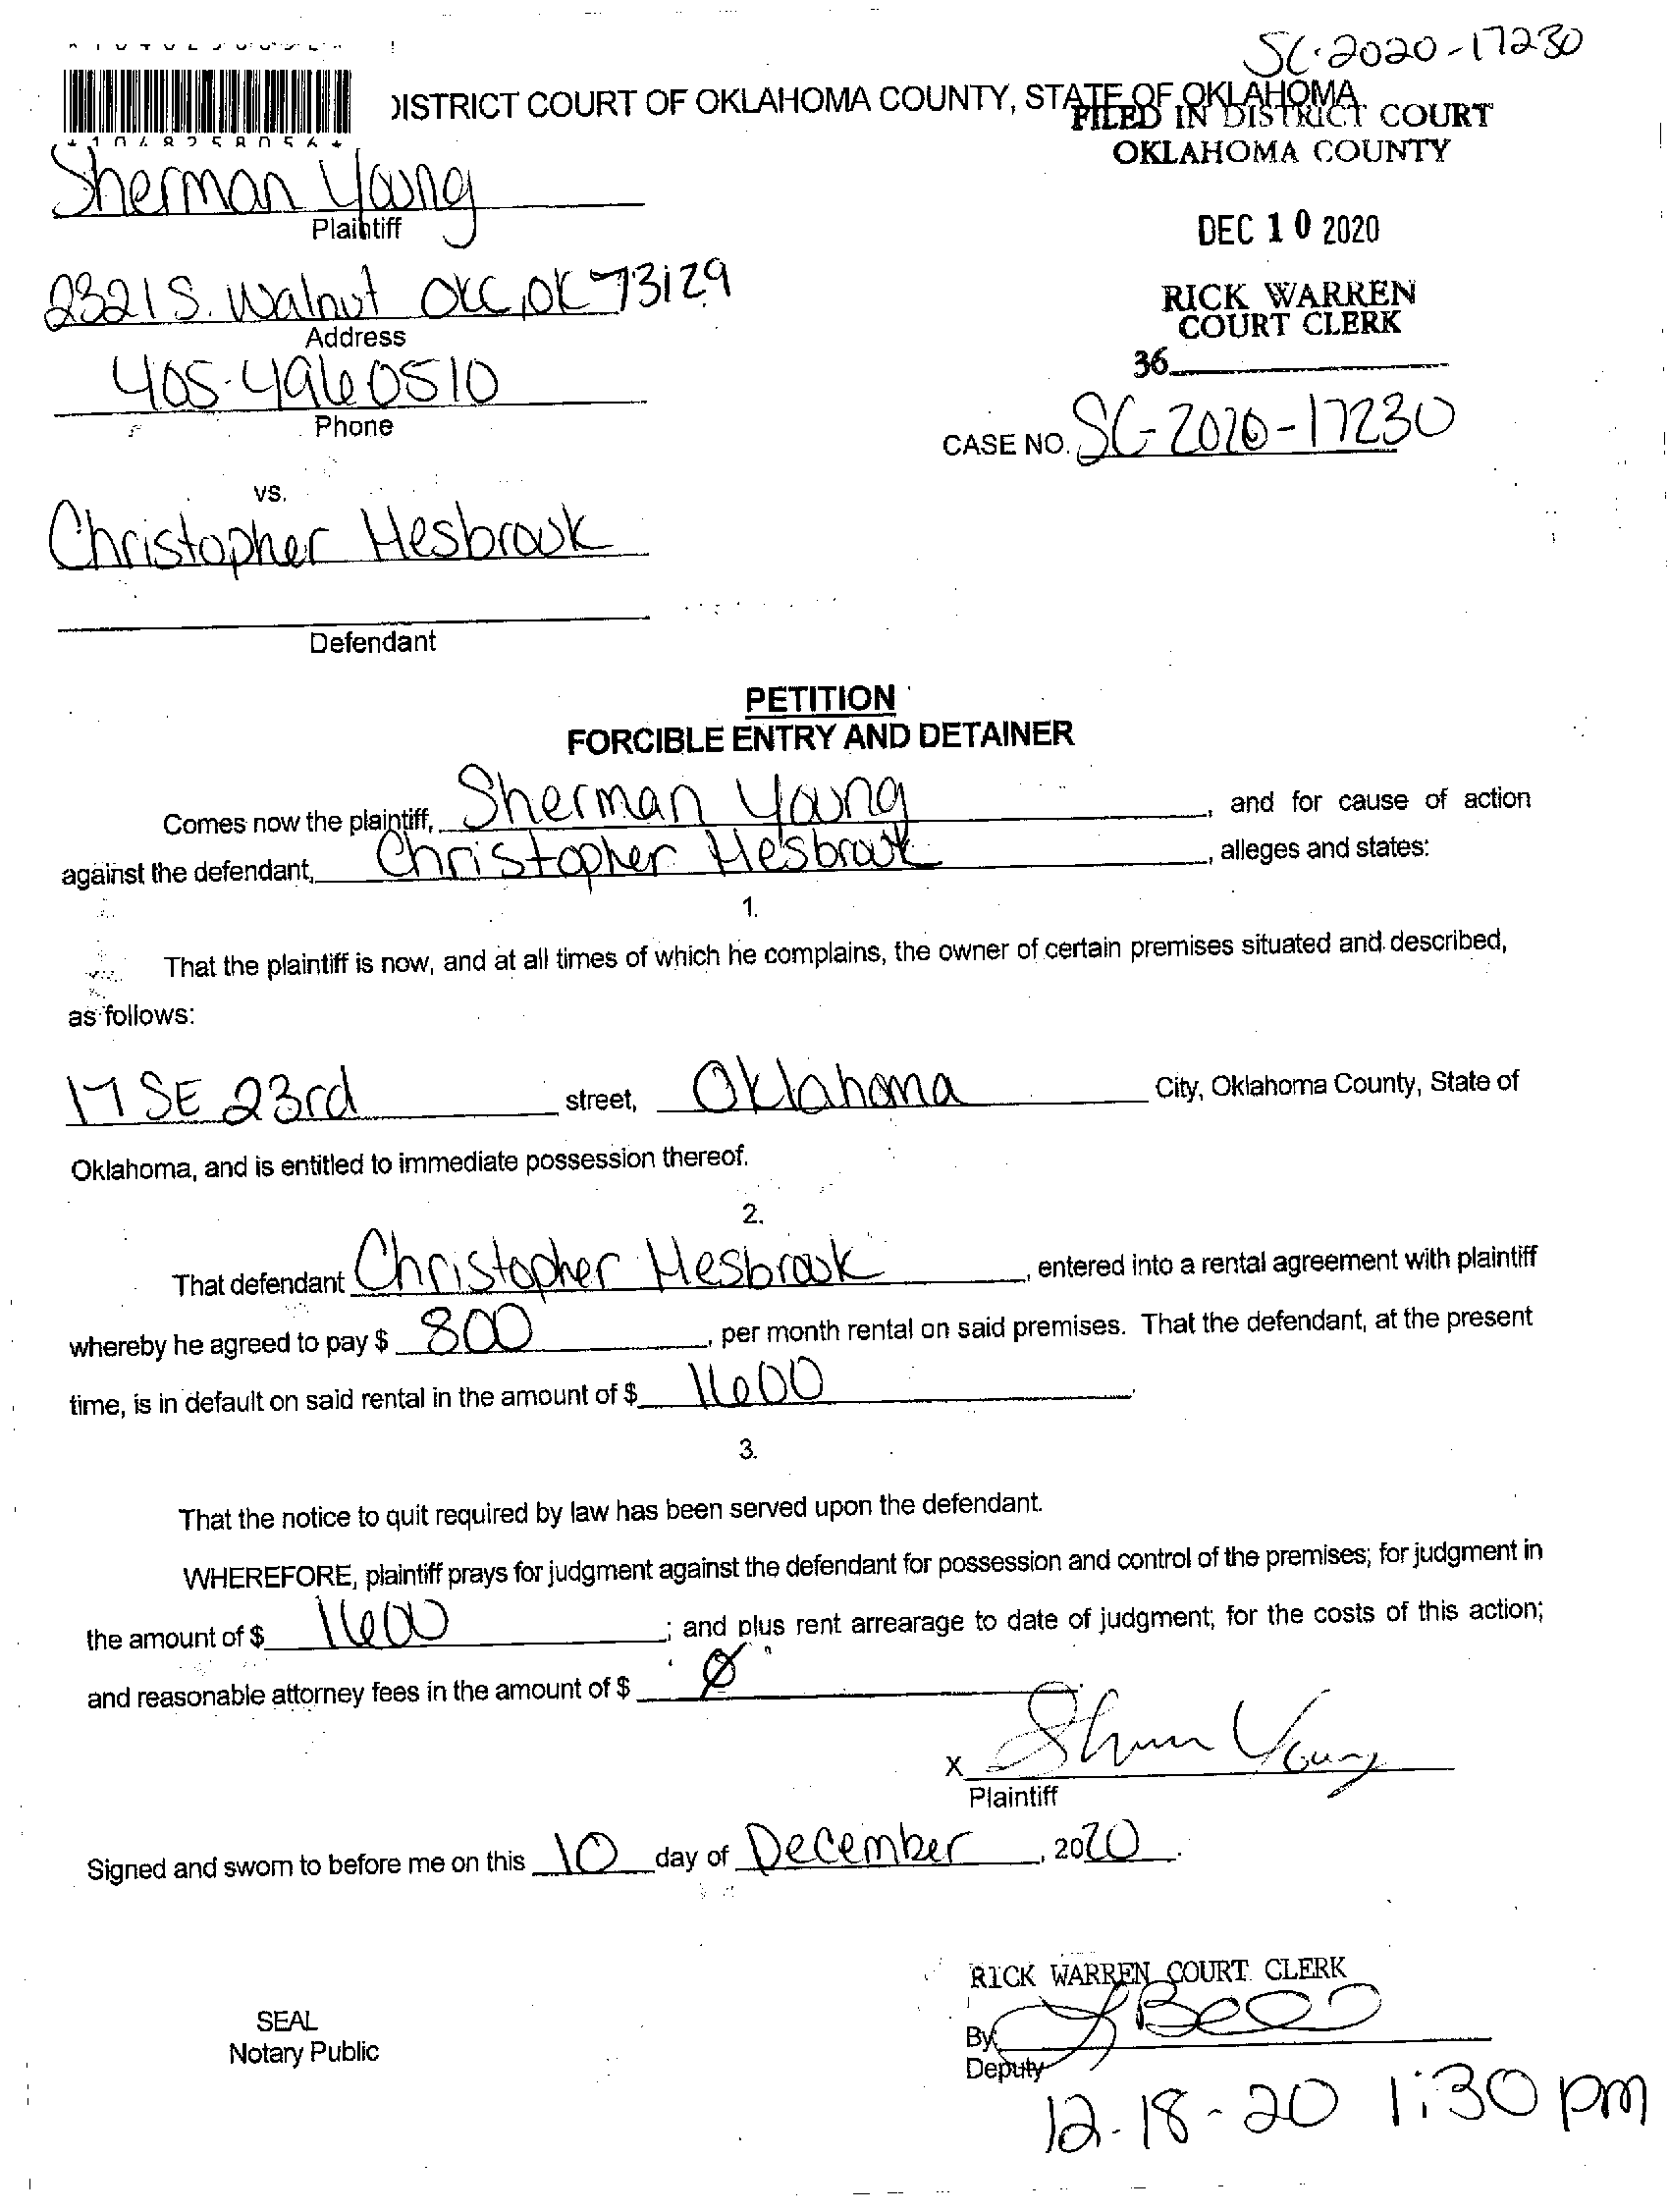 SC-2020-17230
DISTRICT COURT OF OKLAHOMA COUNTY, STATE OF OKLAHOMA
FILED IN DISTRICT COURT
OKLAHOMA COUNTY
*1048258056*
Sherman Young
Plaintiff
DEC 10 2020
2321 S. Walnut OKC, OK 73129
Address
RICK WARREN
COURT CLERK
36
405-496 0510
Phone
CASE NO. SC-2020-17230
vs.
Christopher Hesbrook
Defendant
PETITION
FORCIBLE ENTRY AND DETAINER
Comes now the plaintiff, Sherman Young, and for cause of action
against the defendant, Christopher Hesbrook, alleges and states:
1.
That the plaintiff is now, and at all times of which he complains, the owner of certain premises situated and described,
as follows:
17 SE 23rd street, Oklahoma City, Oklahoma County, State of
Oklahoma, and is entitled to immediate possession thereof.
2.
That defendant Christopher Hesbrook, entered into a rental agreement with plaintiff
whereby he agreed to pay $ 800, per month rental on said premises. That the defendant, at the present
time, is in default on said rental in the amount of $ 1600.
3.
That the notice to quit required by law has been served upon the defendant.
WHEREFORE, plaintiff prays for judgment against the defendant for possession and control of the premises; for judgment in
the amount of $ 1600; and plus rent arrearage to date of judgment; for the costs of this action;
and reasonable attorney fees in the amount of $ Ø.
X Sherman Young
Plaintiff
Signed and sworn to before me on this 10 day of December, 2020.
RICK WARREN COURT CLERK
SEAL
Notary Public
By
Deputy
12-18-20 1:30 pm